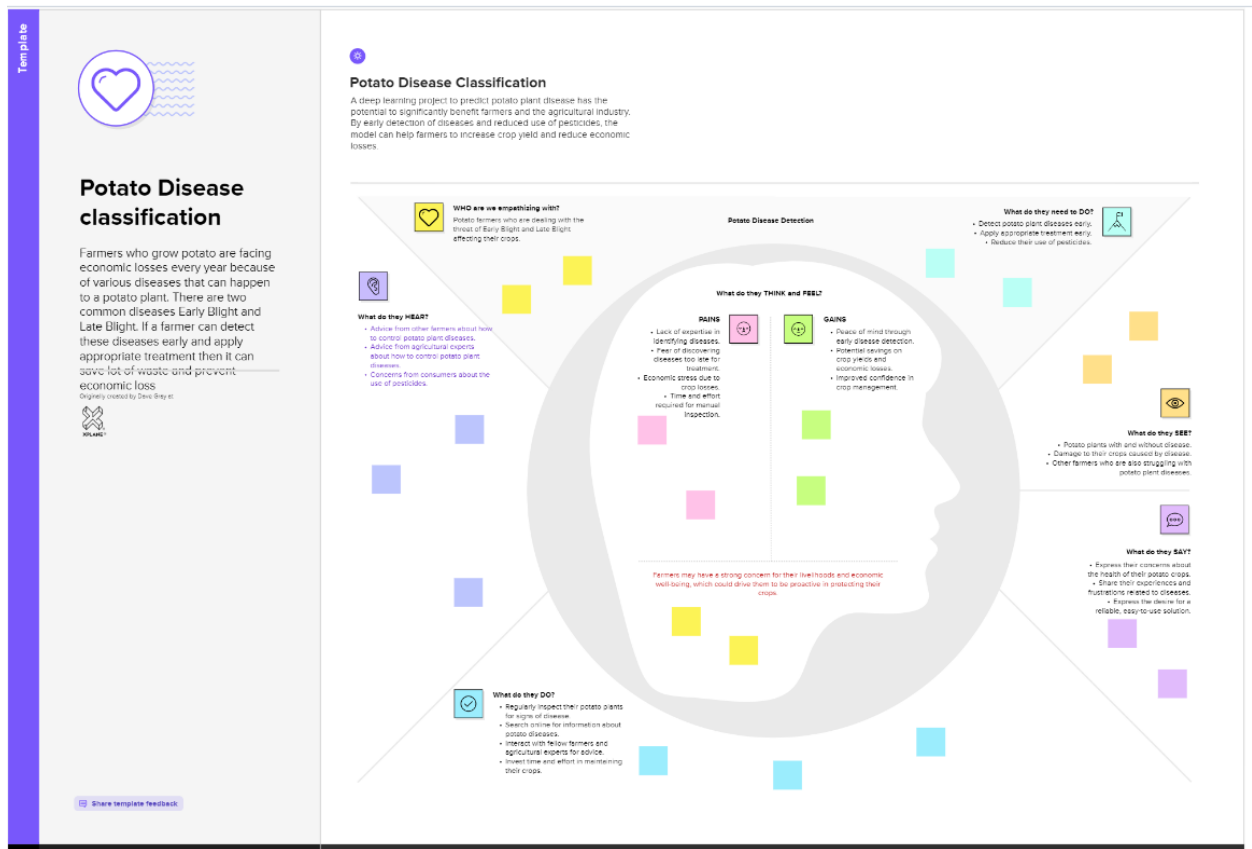 Template
Potato Disease
classification
Farmers who grow potato are facing
economic losses every year because
of various diseases that can happen
to a potato plant. There are two
common diseases Early Blight and
Late Blight. If a farmer can detect
these diseases early and apply
appropriate treatment then it can
save lot of waste and prevent
economic loss
Originally created by Dave Gray at
XPLANE
Share template feedback
Potato Disease Classification
A deep learning project to predict potato plant disease has the
potential to significantly benefit farmers and the agricultural industry.
By early detection of diseases and reduced use of pesticides, the
model can help farmers to increase crop yield and reduce economic
losses.
WHO are we empathizing with?
Potato farmers who are dealing with the
threat of Early Blight and Late Blight
affecting their crops.
Potato Disease Detection
What do they need to DO?
• Detect potato plant diseases early.
• Apply appropriate treatment early.
• Reduce their use of pesticides.
What do they HEAR?
• Advice from other farmers about how
to control potato plant diseases.
• Advice from agricultural experts
about how to control potato plant
diseases.
• Concerns from consumers about the
use of pesticides.
What do they THINK and FEEL?
PAINS
• Lack of expertise in
identifying diseases.
• Fear of discovering
diseases too late for
treatment.
• Economic stress due to
crop losses.
• Time and effort
required for manual
inspection.
GAINS
• Peace of mind through
early disease detection.
• Potential savings on
crop yields and
economic losses.
• Improved confidence in
crop management.
What do they SEE?
• Potato plants with and without disease.
• Damage to their crops caused by disease.
• Other farmers who are also struggling with
potato plant diseases.
What do they SAY?
• Express their concerns about
the health of their potato crops.
• Share their experiences and
frustrations related to diseases.
• Express the desire for a
reliable, easy-to-use solution.
Farmers may have a strong concern for their livelihoods and economic
well-being, which could drive them to be proactive in protecting their
crops.
What do they DO?
• Regularly inspect their potato plants
for signs of disease.
• Search online for information about
potato diseases.
• Interact with fellow farmers and
agricultural experts for advice.
• Invest time and effort in maintaining
their crops.